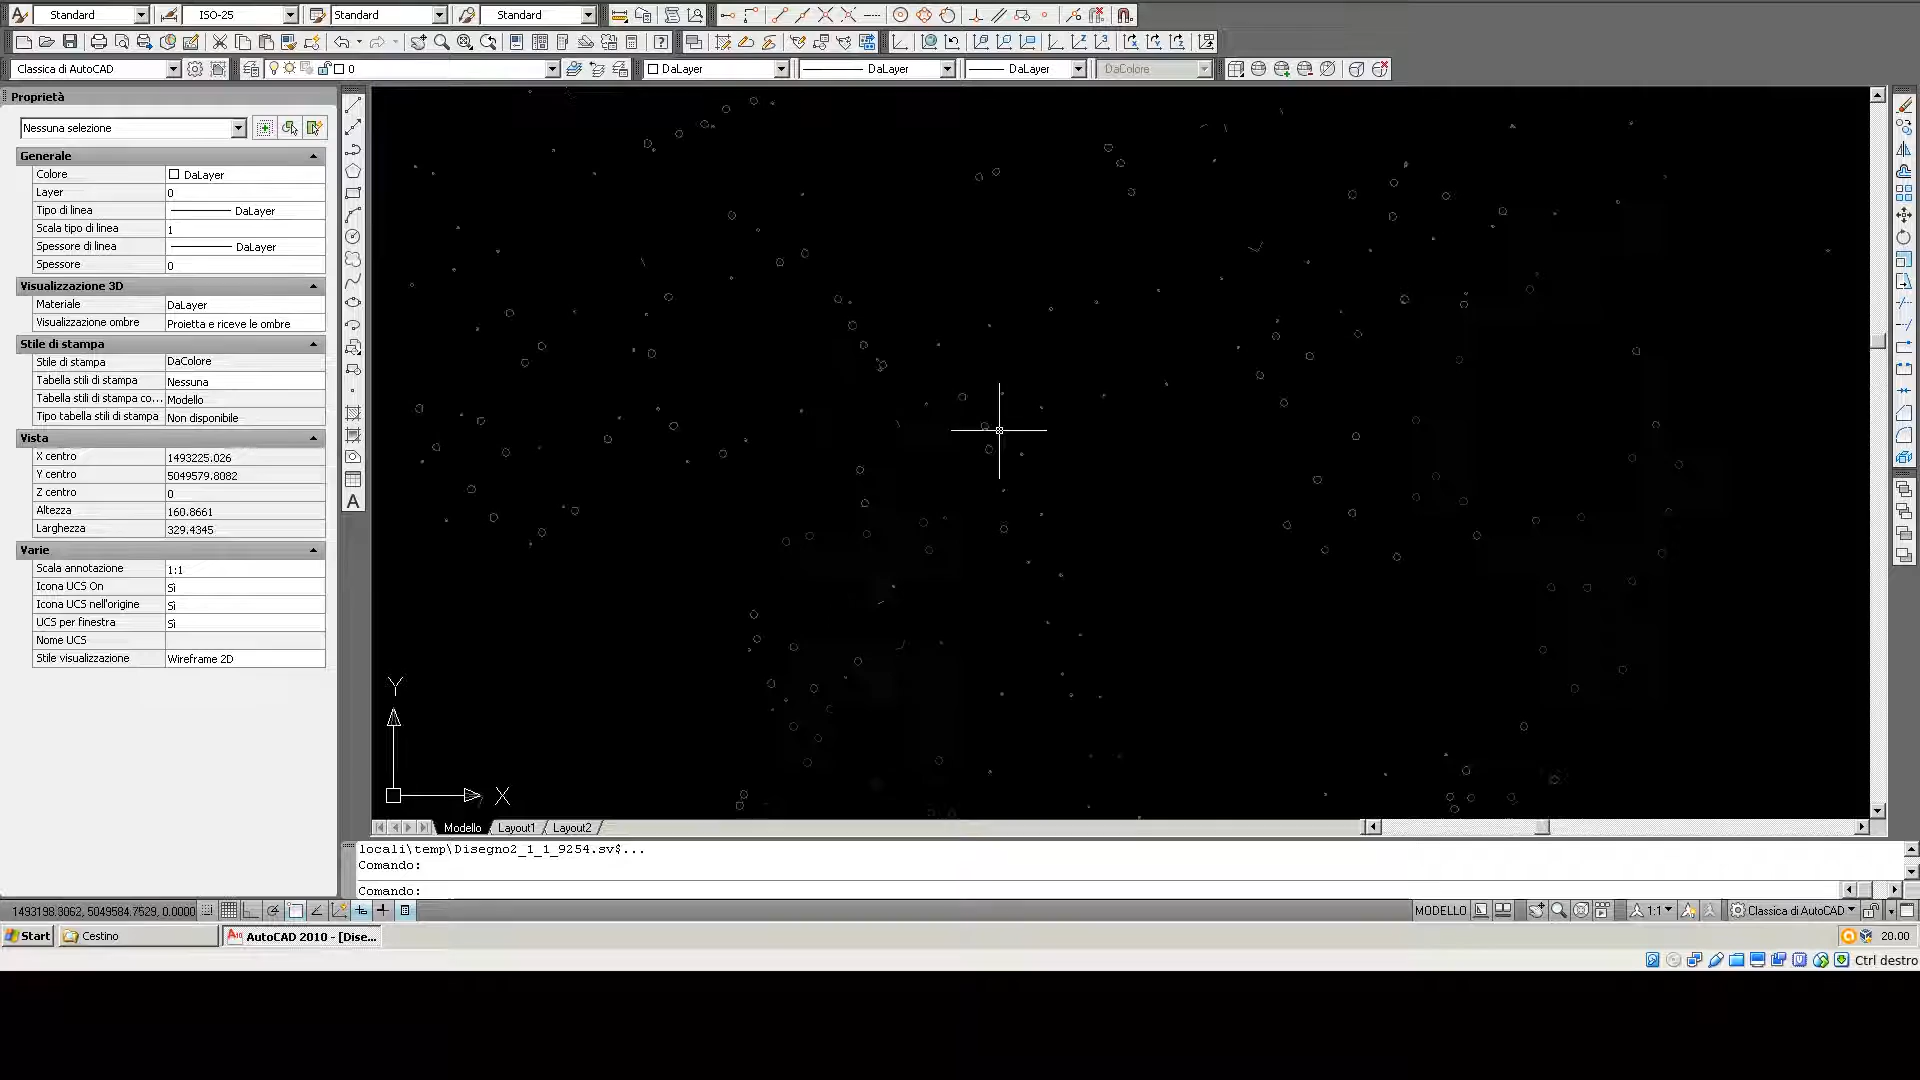 Standard ISO-25 Standard Standard
Classica di AutoCAD 0 DaLayer DaLayer DaLayer DaColore
Proprietà
Nessuna selezione
Generale
Colore DaLayer
Layer 0
Tipo di linea DaLayer
Scala tipo di linea 1
Spessore di linea DaLayer
Spessore 0
Visualizzazione 3D
Materiale DaLayer
Visualizzazione ombre Proietta e riceve le ombre
Stile di stampa
Stile di stampa DaColore
Tabella stili di stampa Nessuna
Tabella stili di stampa co... Modello
Tipo tabella stili di stampa Non disponibile
Vista
X centro 1493225.026
Y centro 5049579.8082
Z centro 0
Altezza 160.8661
Larghezza 329.4345
Varie
Scala annotazione 1:1
Icona UCS On Sì
Icona UCS nell'origine Sì
UCS per finestra Sì
Nome UCS
Stile visualizzazione Wireframe 2D
A
Y
X
Modello Layout1 Layout2
locali\temp\Disegno2_1_1_9254.sv$...
Comando:
Comando:
1493198.3062, 5049584.7529, 0.0000 MODELLO 1:1 Classica di AutoCAD
Start Cestino AutoCAD 2010 - [Dise... 20.00
Ctrl destro